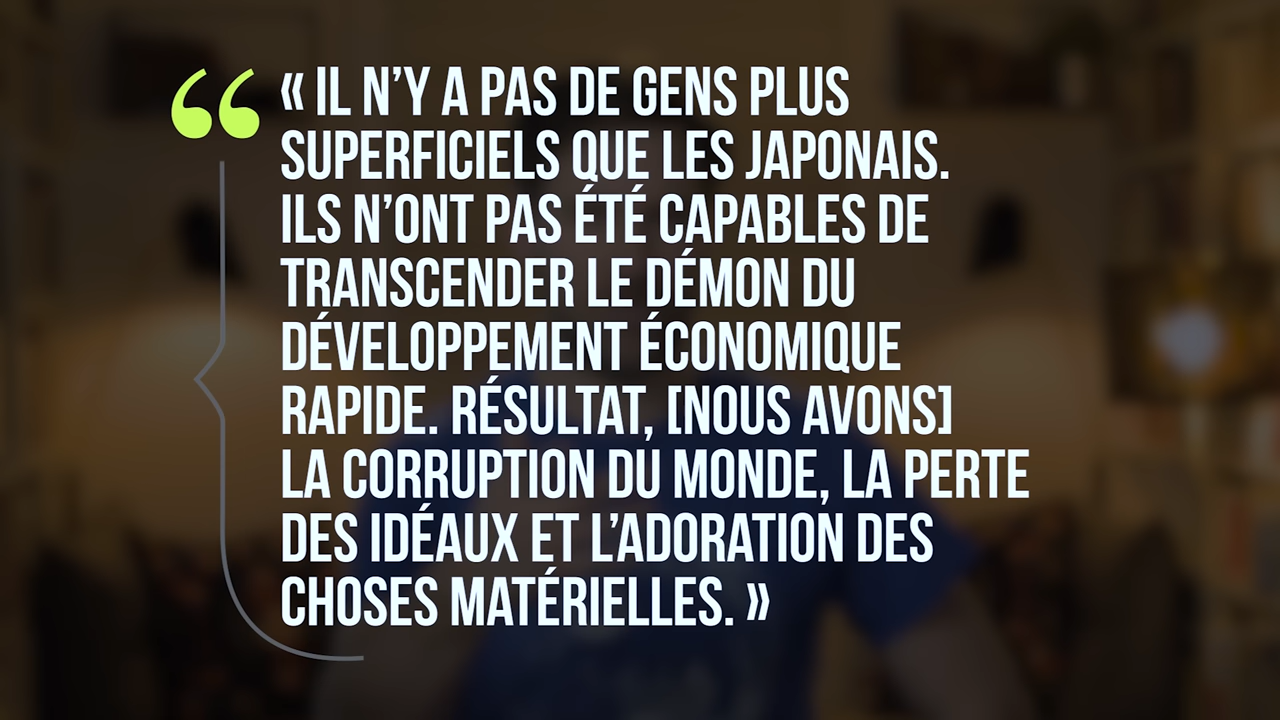 « IL N’Y A PAS DE GENS PLUS
SUPERFICIELS QUE LES JAPONAIS.
ILS N’ONT PAS ÉTÉ CAPABLES DE
TRANSCENDER LE DÉMON DU
DÉVELOPPEMENT ÉCONOMIQUE
RAPIDE. RÉSULTAT, [NOUS AVONS]
LA CORRUPTION DU MONDE, LA PERTE
DES IDÉAUX ET L’ADORATION DES
CHOSES MATÉRIELLES. »